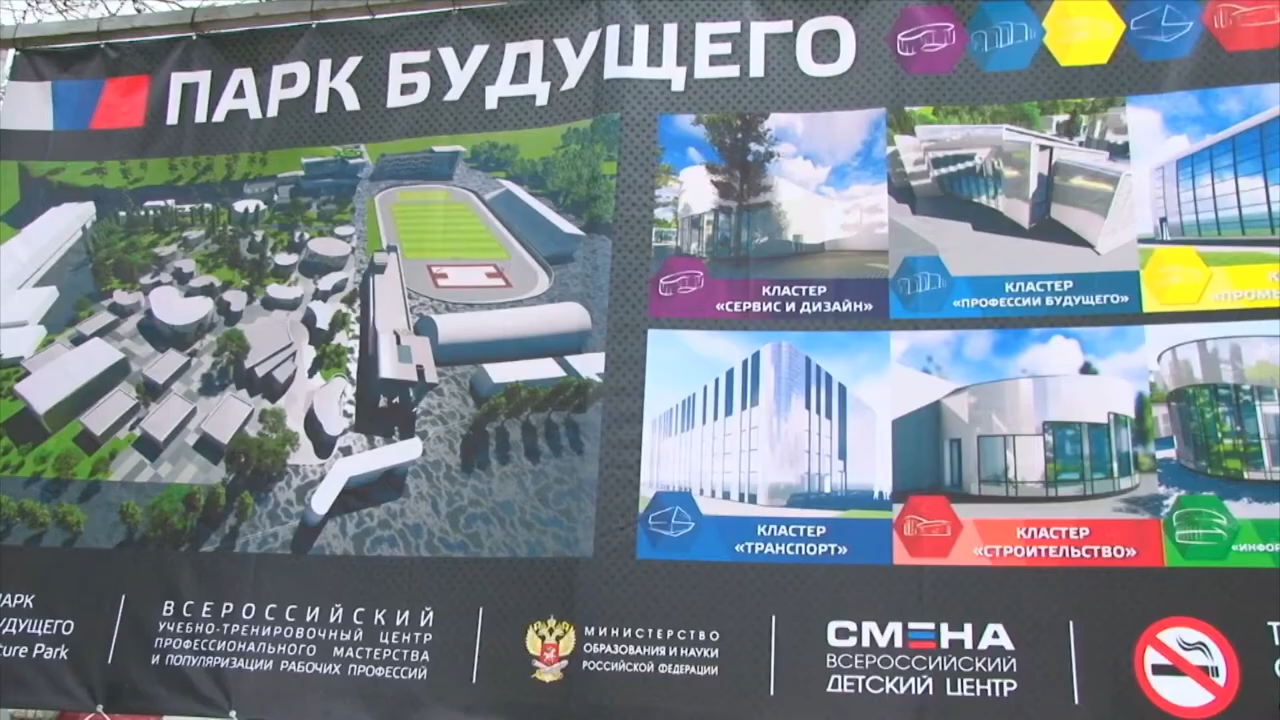 ПАРК БУДУЩЕГО
КЛАСТЕР
«СЕРВИС И ДИЗАЙН»
КЛАСТЕР
«ПРОФЕССИИ БУДУЩЕГО»
КЛАСТЕР
«ТРАНСПОРТ»
КЛАСТЕР
«СТРОИТЕЛЬСТВО»
ВСЕРОССИЙСКИЙ
УЧЕБНО-ТРЕНИРОВОЧНЫЙ ЦЕНТР
ПРОФЕССИОНАЛЬНОГО МАСТЕРСТВА
И ПОПУЛЯРИЗАЦИИ РАБОЧИХ ПРОФЕССИЙ
МИНИСТЕРСТВО
ОБРАЗОВАНИЯ И НАУКИ
РОССИЙСКОЙ ФЕДЕРАЦИИ
СМЕНА
ВСЕРОССИЙСКИЙ
ДЕТСКИЙ ЦЕНТР
Park